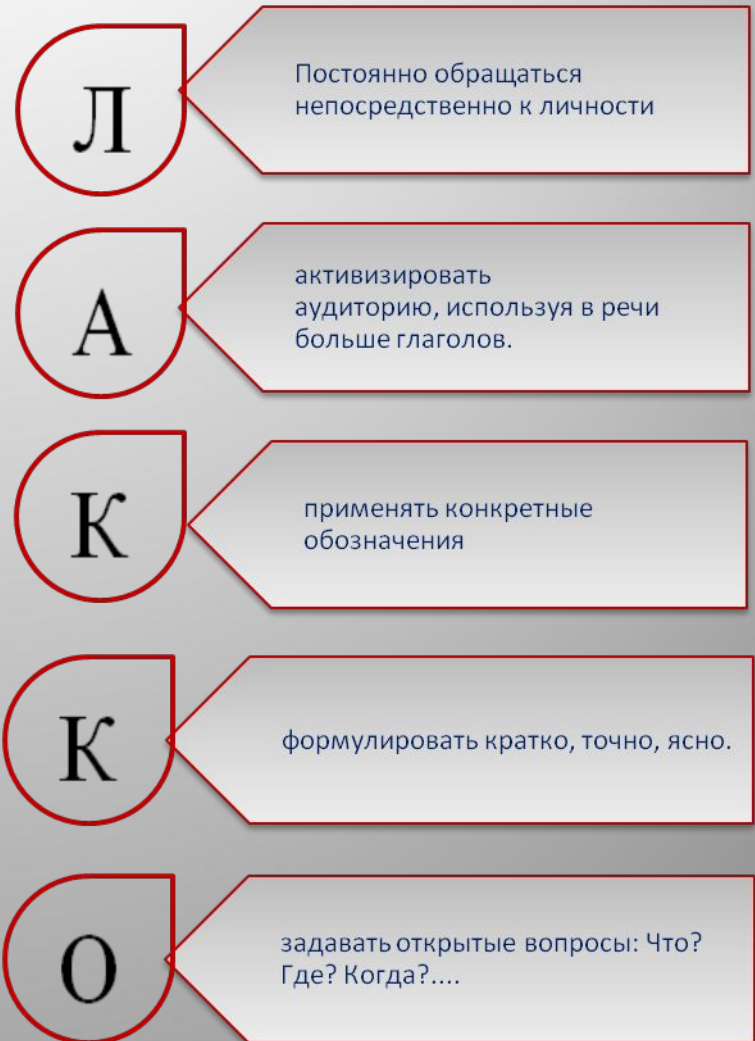 Л
Постоянно обращаться
непосредственно к личности
А
активизировать
аудиторию, используя в речи
больше глаголов.
К
применять конкретные
обозначения
К
формулировать кратко, точно, ясно.
О
задавать открытые вопросы: Что?
Где? Когда?....